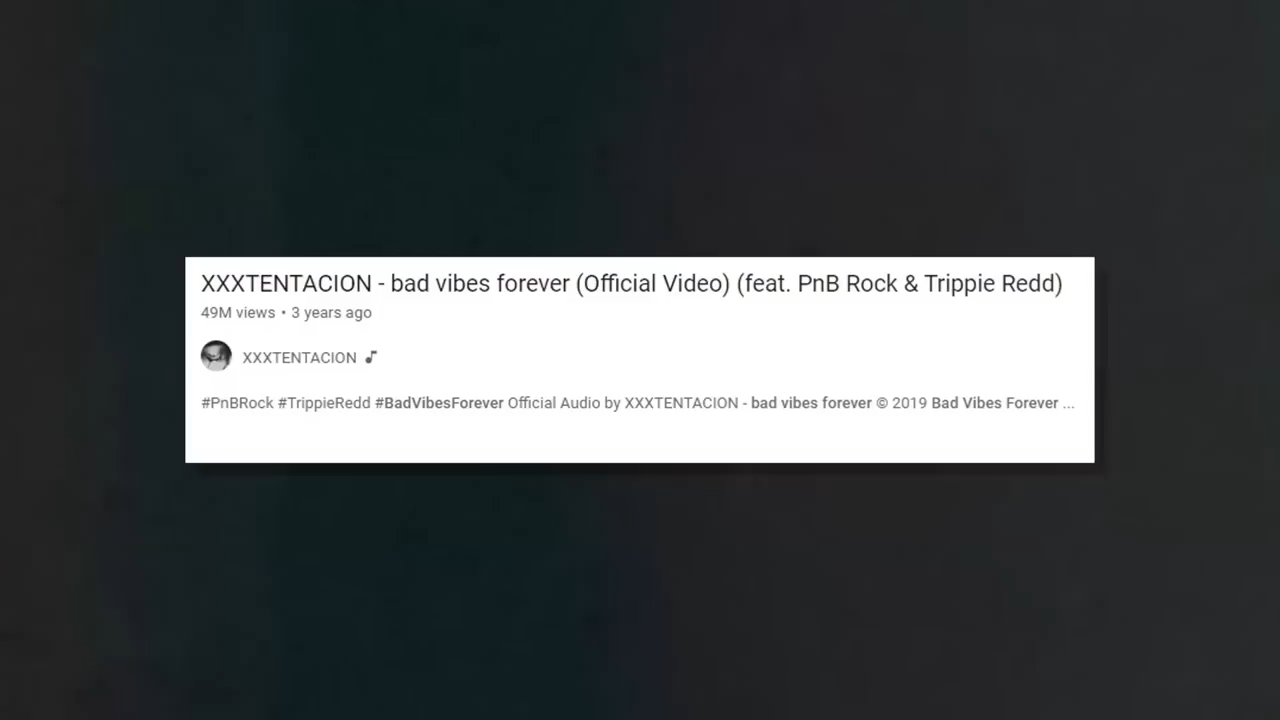 XXXTENTACION - bad vibes forever (Official Video) (feat. PnB Rock & Trippie Redd)
49M views • 3 years ago
XXXTENTACION
#PnBRock #TrippieRedd #BadVibesForever Official Audio by XXXTENTACION - bad vibes forever © 2019 Bad Vibes Forever ...